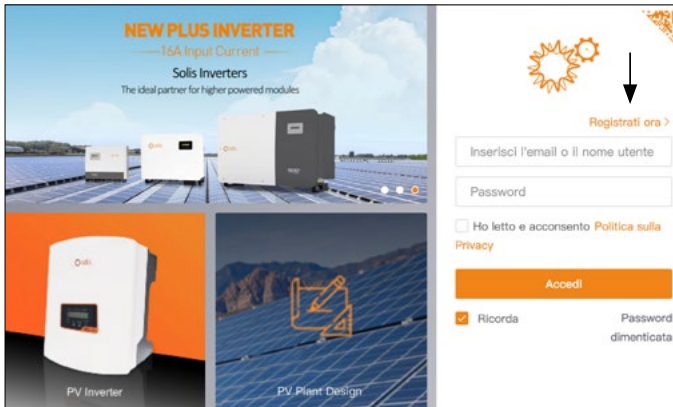 NEW PLUS INVERTER
16A Input Current
Solis Inverters
The ideal partner for higher powered modules
PV Inverter
PV Plant Design
Registrati ora >
Inserisci l'email o il nome utente
Password
Ho letto e acconsento Politica sulla
Privacy
Accedi
Ricorda
Password
dimenticata